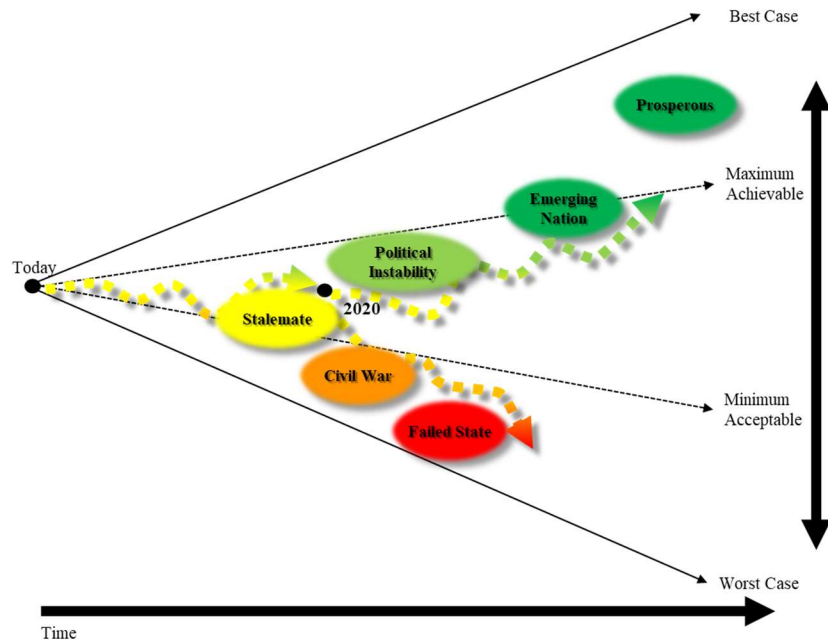 Best Case
Prosperous
Maximum
Achievable
Emerging
Nation
Political
Instability
Today
2020
Stalemate
Civil War
Minimum
Acceptable
Failed State
Worst Case
Time